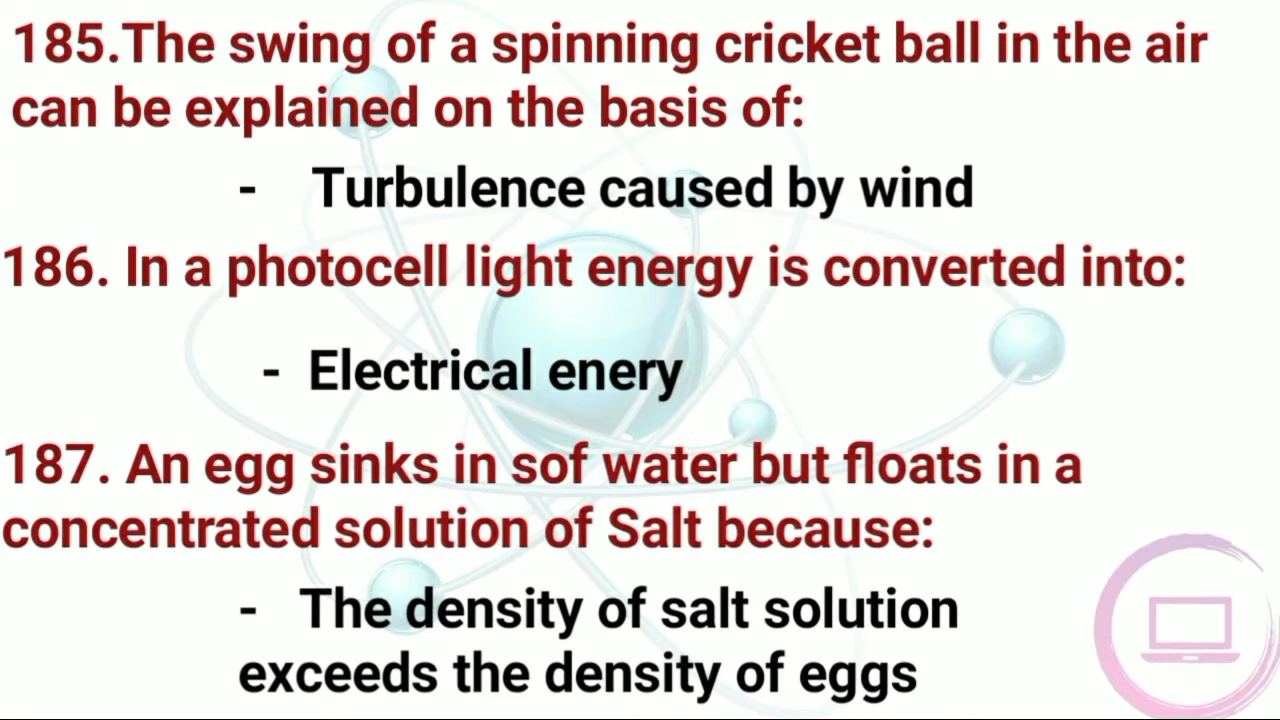 185.The swing of a spinning cricket ball in the air
can be explained on the basis of:
- Turbulence caused by wind
186. In a photocell light energy is converted into:
- Electrical enery
187. An egg sinks in sof water but floats in a
concentrated solution of Salt because:
- The density of salt solution
exceeds the density of eggs